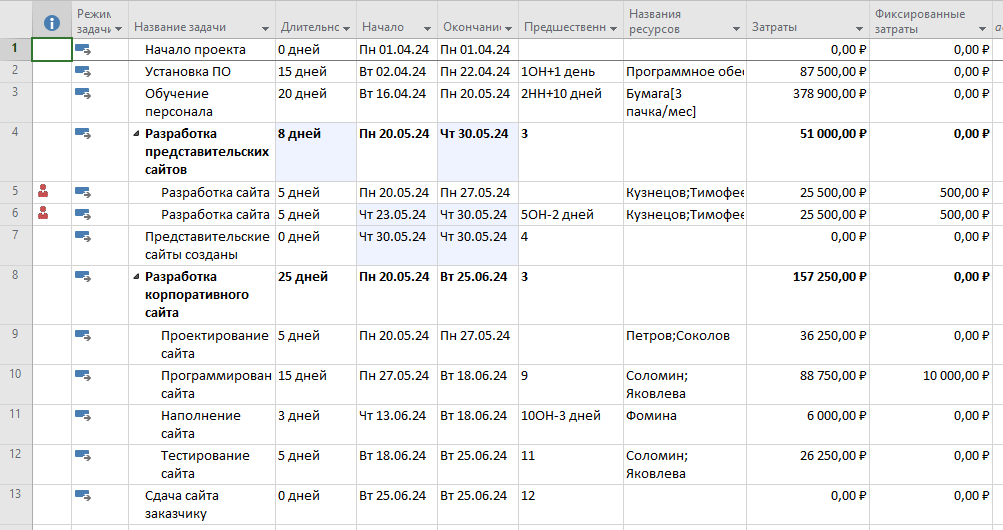 Режим задачи Название задачи Длительнс Начало Окончани Предшественн Названия ресурсов Затраты Фиксированные затраты
1 Начало проекта 0 дней Пн 01.04.24 Пн 01.04.24 0,00 ₽ 0,00 ₽
2 Установка ПО 15 дней Вт 02.04.24 Пн 22.04.24 1ОН+1 день Программное обес 87 500,00 ₽ 0,00 ₽
3 Обучение персонала 20 дней Вт 16.04.24 Пн 20.05.24 2НН+10 дней Бумага[3 пачка/мес] 378 900,00 ₽ 0,00 ₽
4 Разработка представительских сайтов 8 дней Пн 20.05.24 Чт 30.05.24 3 51 000,00 ₽ 0,00 ₽
5 Разработка сайта 5 дней Пн 20.05.24 Пн 27.05.24 Кузнецов;Тимофее 25 500,00 ₽ 500,00 ₽
6 Разработка сайта 5 дней Чт 23.05.24 Чт 30.05.24 5ОН-2 дней Кузнецов;Тимофее 25 500,00 ₽ 500,00 ₽
7 Представительские сайты созданы 0 дней Чт 30.05.24 Чт 30.05.24 4 0,00 ₽ 0,00 ₽
8 Разработка корпоративного сайта 25 дней Пн 20.05.24 Вт 25.06.24 3 157 250,00 ₽ 0,00 ₽
9 Проектирование сайта 5 дней Пн 20.05.24 Пн 27.05.24 Петров;Соколов 36 250,00 ₽ 0,00 ₽
10 Программирован сайта 15 дней Пн 27.05.24 Вт 18.06.24 9 Соломин; Яковлева 88 750,00 ₽ 10 000,00 ₽
11 Наполнение сайта 3 дней Чт 13.06.24 Вт 18.06.24 10ОН-3 дней Фомина 6 000,00 ₽ 0,00 ₽
12 Тестирование сайта 5 дней Вт 18.06.24 Вт 25.06.24 11 Соломин; Яковлева 26 250,00 ₽ 0,00 ₽
13 Сдача сайта заказчику 0 дней Вт 25.06.24 Вт 25.06.24 12 0,00 ₽ 0,00 ₽